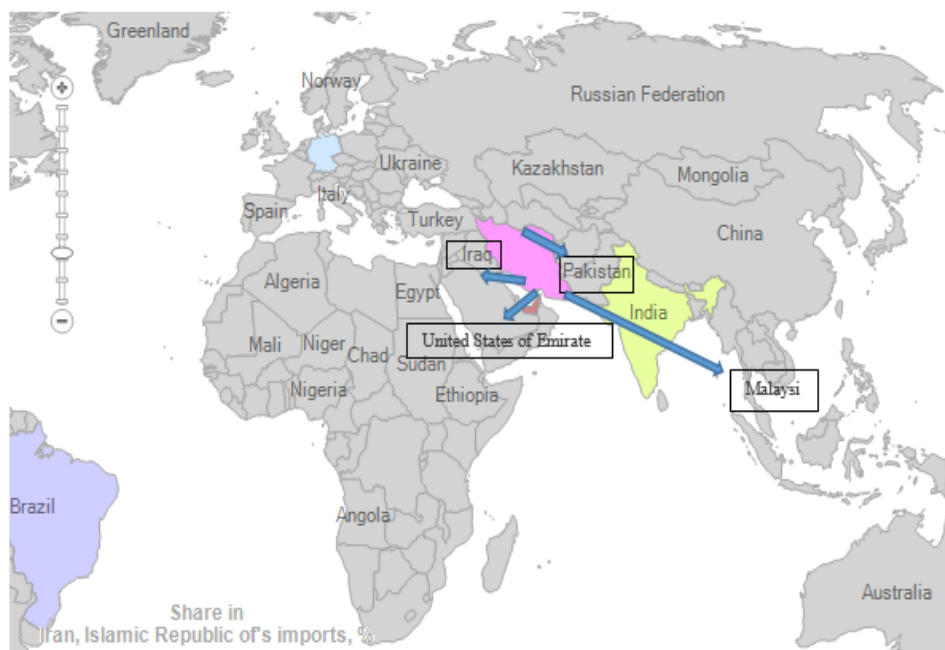 Greenland
Norway
Russian Federation
Ukraine
Kazakhstan
Mongolia
Italy
Spain
Turkey
China
Iraq
Pakistan
Algeria
Egypt
India
United States of Emirate
Mali
Niger
Chad
Sudan
Nigeria
Ethiopia
Malaysi
Brazil
Angola
Australia
Share in
Iran, Islamic Republic of's imports, %